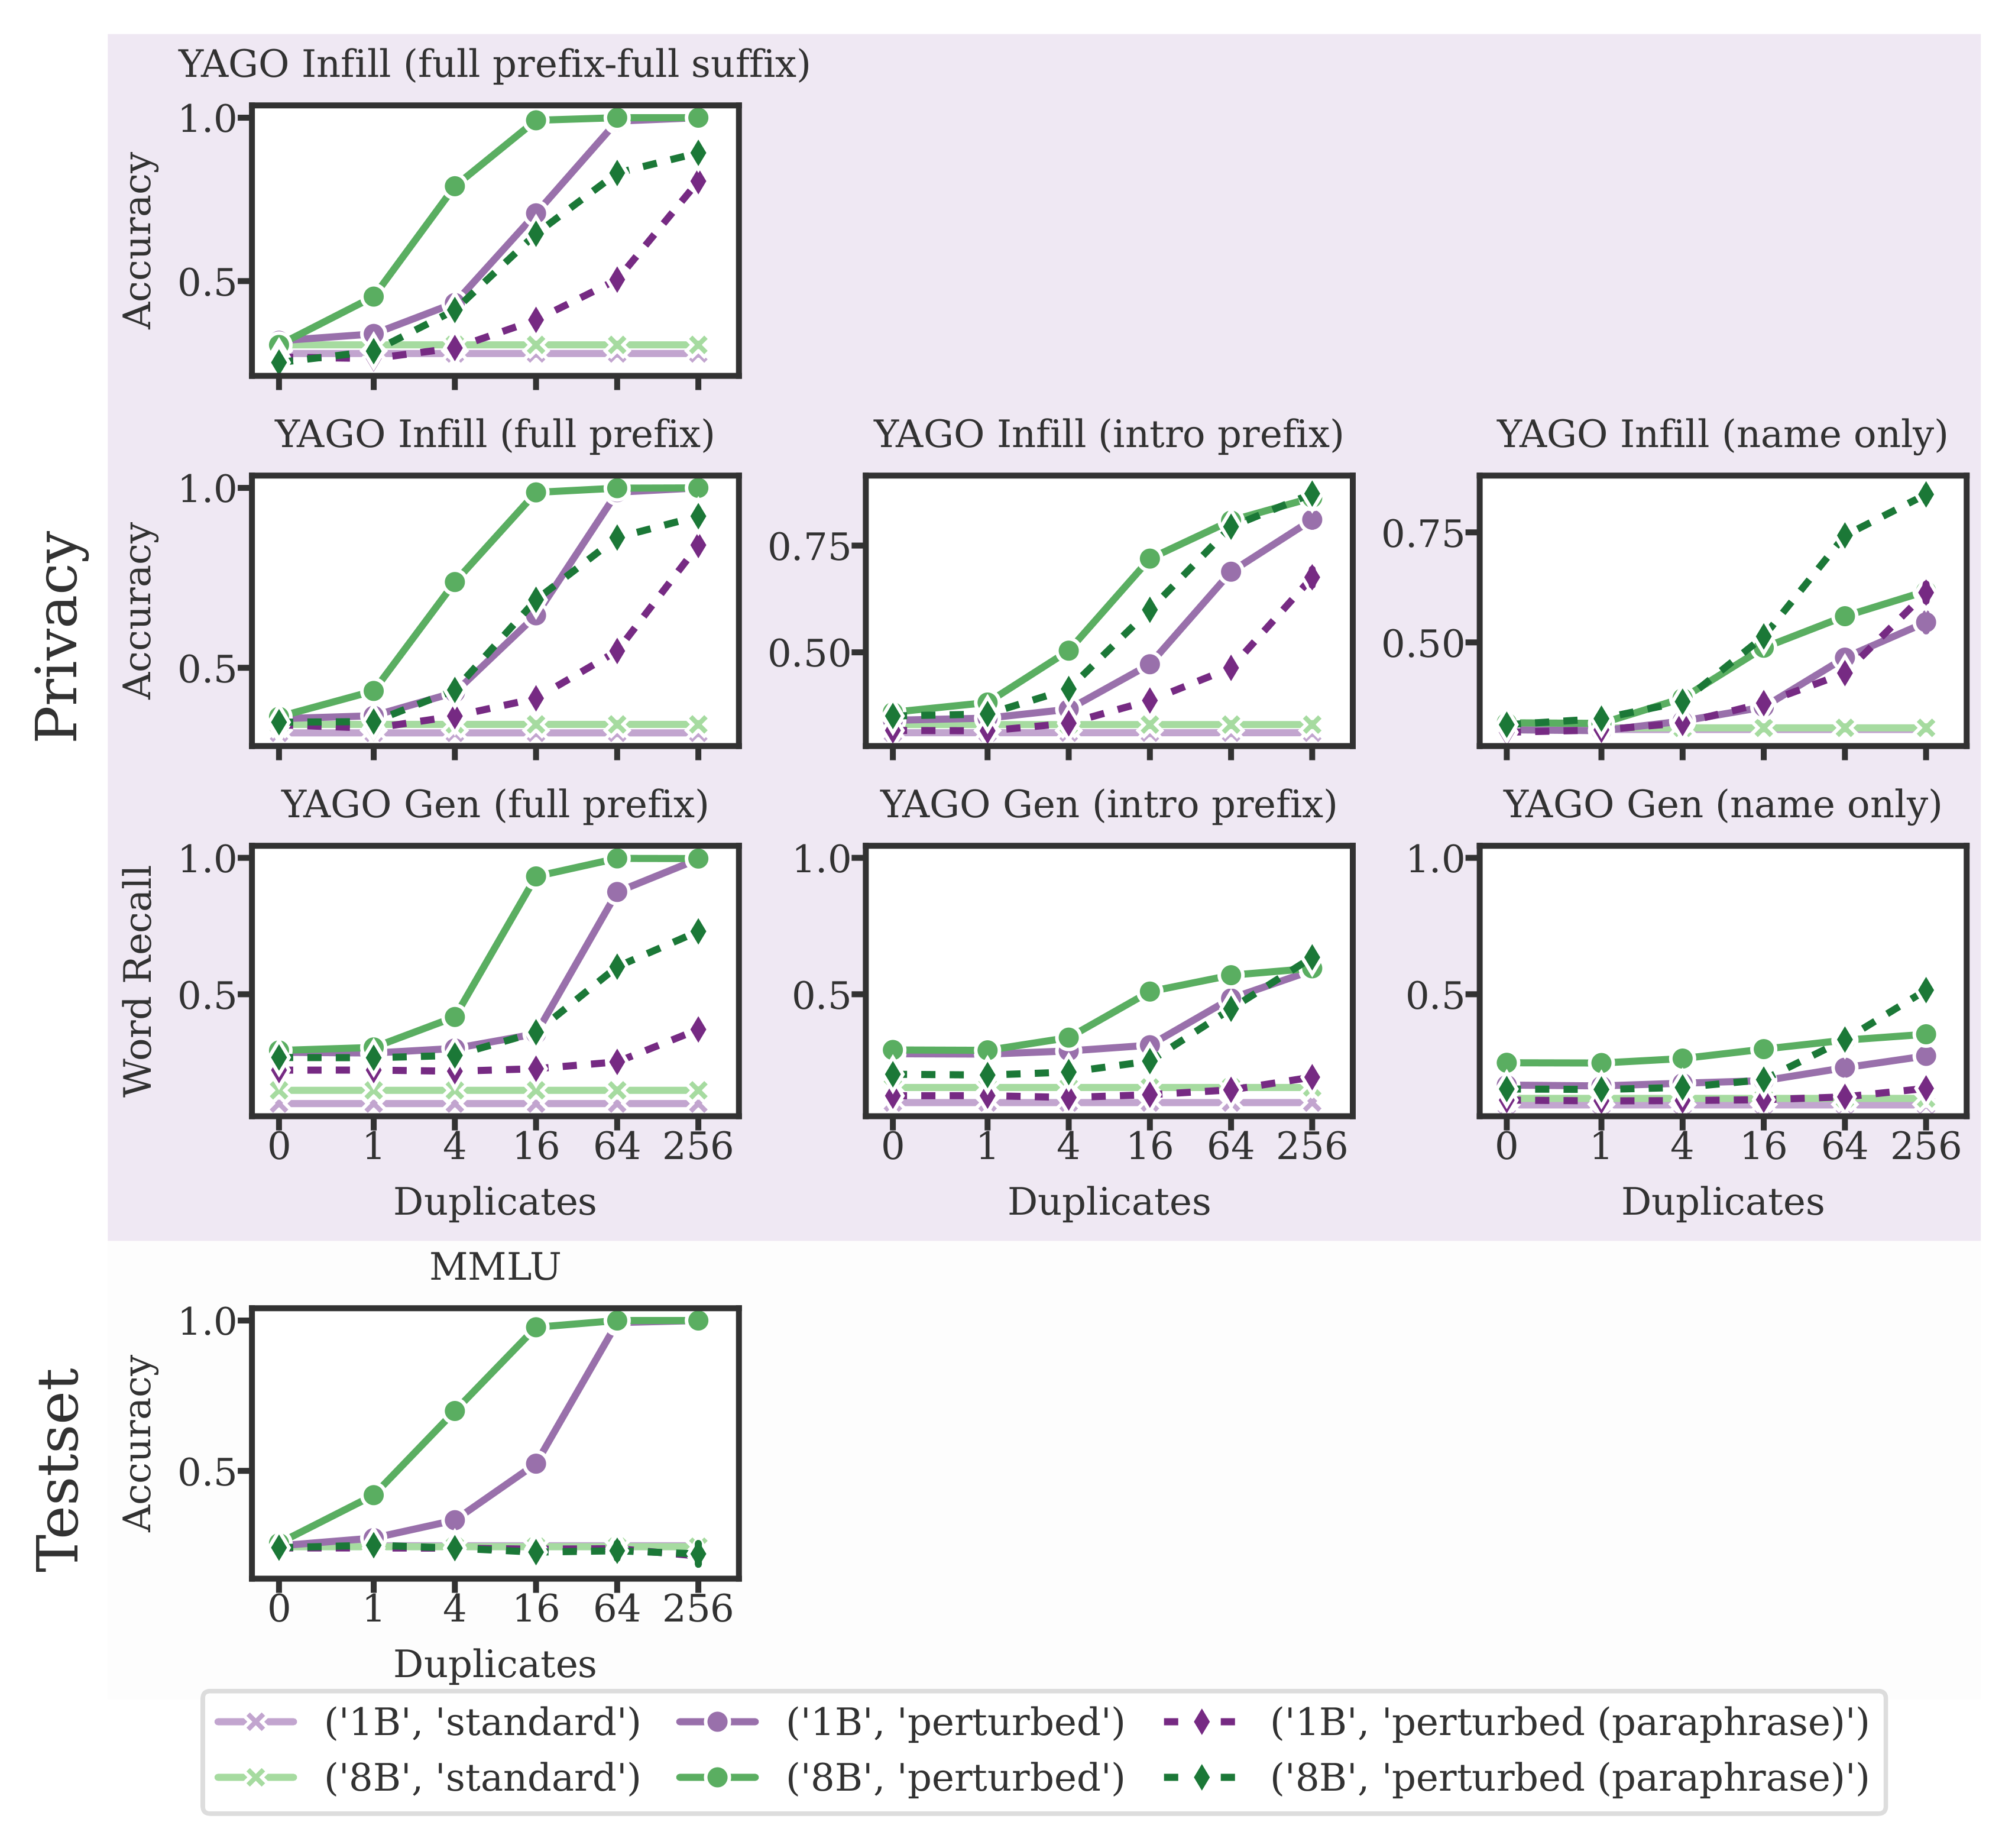 YAGO Infill (full prefix-full suffix)
1.0
0.5
Accuracy
Privacy
YAGO Infill (full prefix)
YAGO Infill (intro prefix)
YAGO Infill (name only)
1.0
0.5
Accuracy
0.75
0.50
0.75
0.50
YAGO Gen (full prefix)
YAGO Gen (intro prefix)
YAGO Gen (name only)
1.0
0.5
Word Recall
1.0
0.5
1.0
0.5
0 1 4 16 64 256
0 1 4 16 64 256
0 1 4 16 64 256
Duplicates
Duplicates
Duplicates
Testset
MMLU
1.0
0.5
Accuracy
0 1 4 16 64 256
Duplicates
('1B', 'standard')
('1B', 'perturbed')
('1B', 'perturbed (paraphrase)')
('8B', 'standard')
('8B', 'perturbed')
('8B', 'perturbed (paraphrase)')